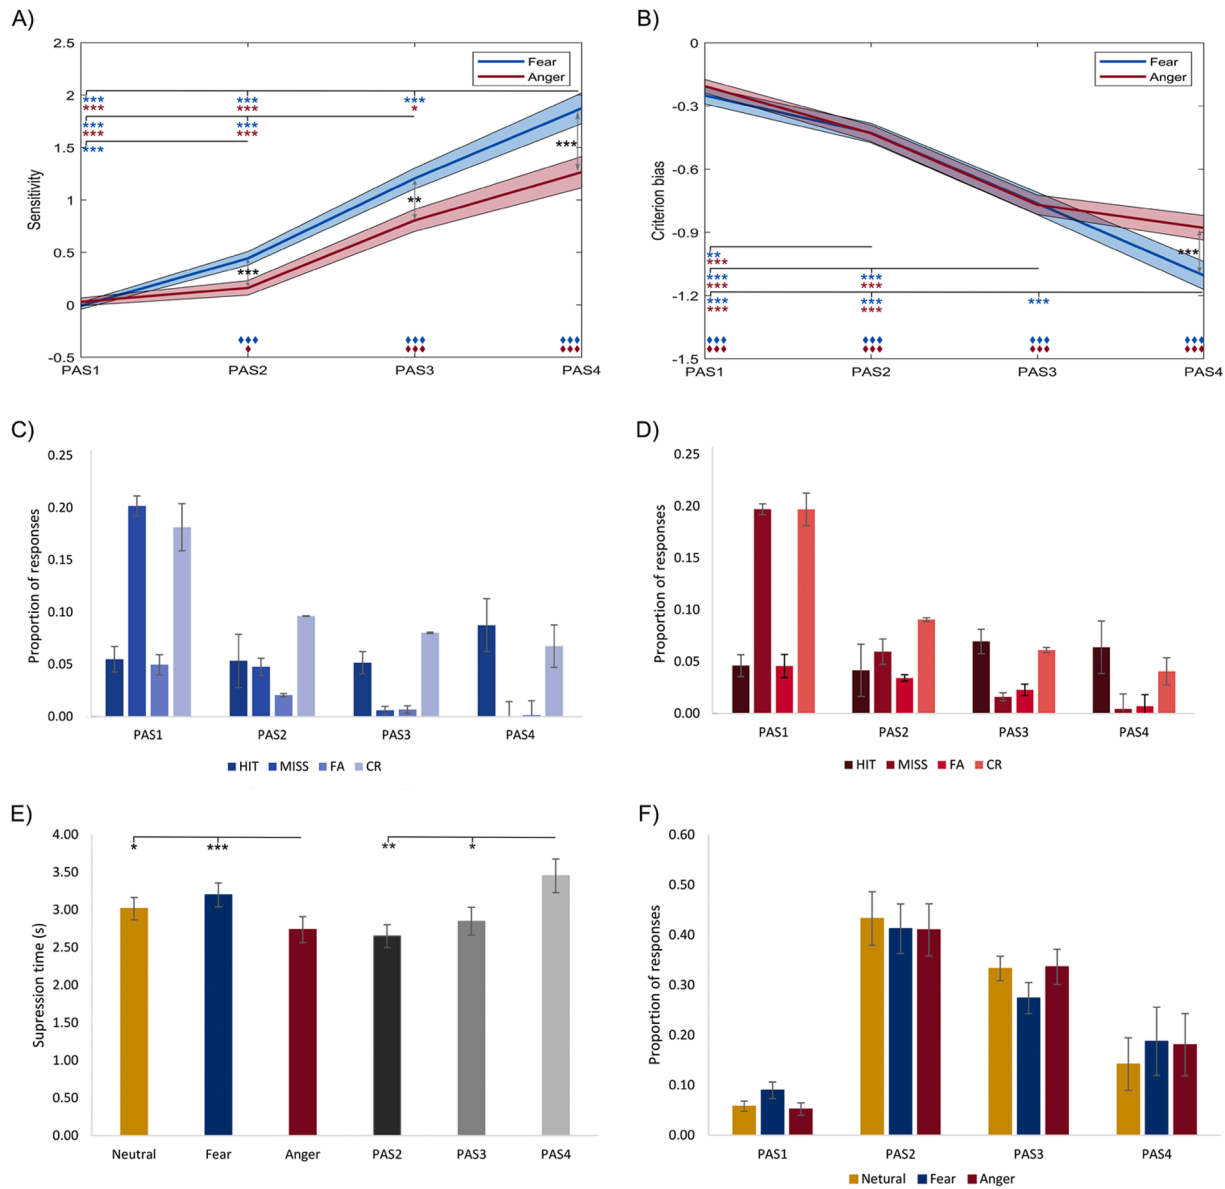 A)
2.5
2
1.5
1
0.5
0
-0.5
Sensitivity
Fear
Anger
*** *** ***
*** *** *
*** ***
*** ***
***
***
**
***
♦♦♦ ♦♦♦ ♦♦♦
♦ ♦♦♦ ♦♦♦
PAS1 PAS2 PAS3 PAS4
B)
0
-0.3
-0.6
-0.9
-1.2
-1.5
Criterion bias
Fear
Anger
***
**
***
*** ***
*** ***
*** *** ***
*** ***
♦♦♦ ♦♦♦ ♦♦♦ ♦♦♦
♦♦♦ ♦♦♦ ♦♦♦ ♦♦♦
PAS1 PAS2 PAS3 PAS4
C)
0.25
0.20
0.15
0.10
0.05
0.00
Proportion of responses
PAS1 PAS2 PAS3 PAS4
HIT MISS FA CR
D)
0.25
0.20
0.15
0.10
0.05
0.00
Proportion of responses
PAS1 PAS2 PAS3 PAS4
HIT MISS FA CR
E)
4.00
3.50
3.00
2.50
2.00
1.50
1.00
0.50
0.00
Supression time (s)
* *** ** *
Neutral Fear Anger PAS2 PAS3 PAS4
F)
0.60
0.50
0.40
0.30
0.20
0.10
0.00
Proportion of responses
PAS1 PAS2 PAS3 PAS4
Netural Fear Anger